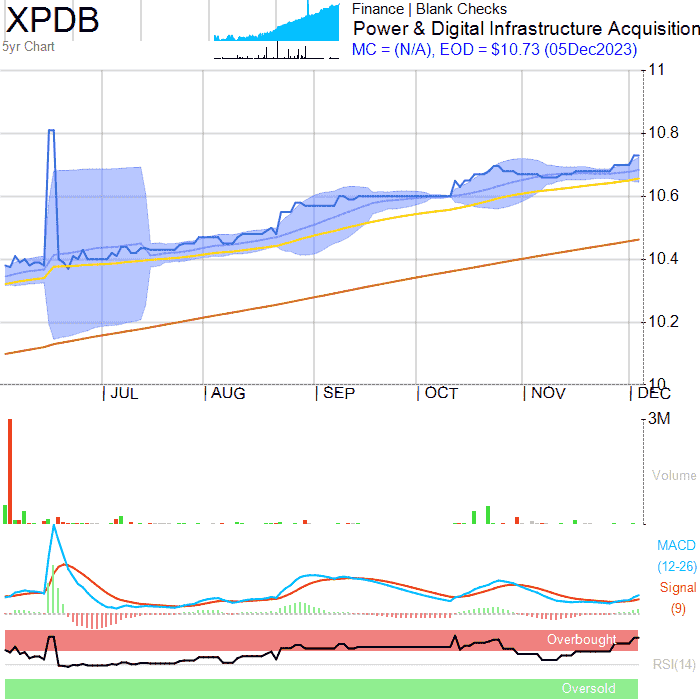 XPDB
5yr Chart
Finance | Blank Checks
Power & Digital Infrastructure Acquisition
MC = (N/A), EOD = $10.73 (05Dec2023)
11
10.8
10.6
10.4
10.2
10
JUL
AUG
SEP
OCT
NOV
DEC
3M
Volume
MACD
(12-26)
Signal
(9)
Overbought
RSI(14)
Oversold